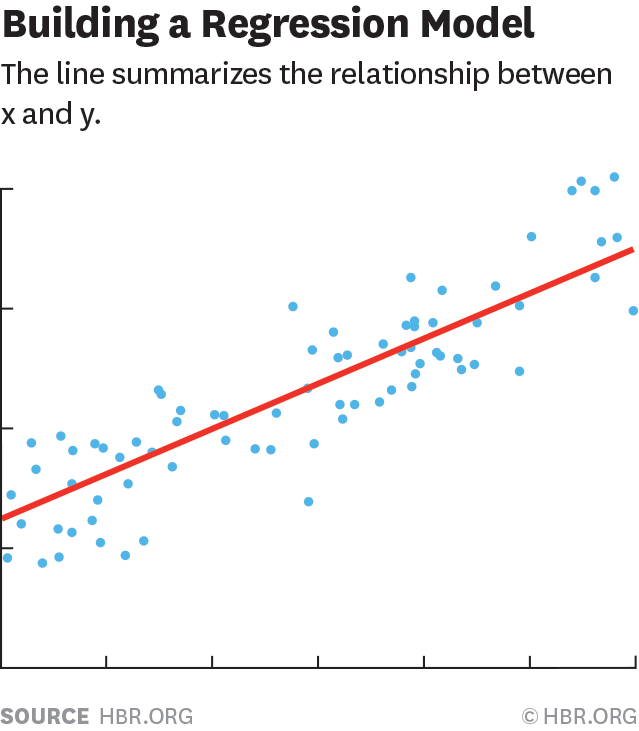 Building a Regression Model
The line summarizes the relationship between
x and y.
SOURCE HBR.ORG
© HBR.ORG